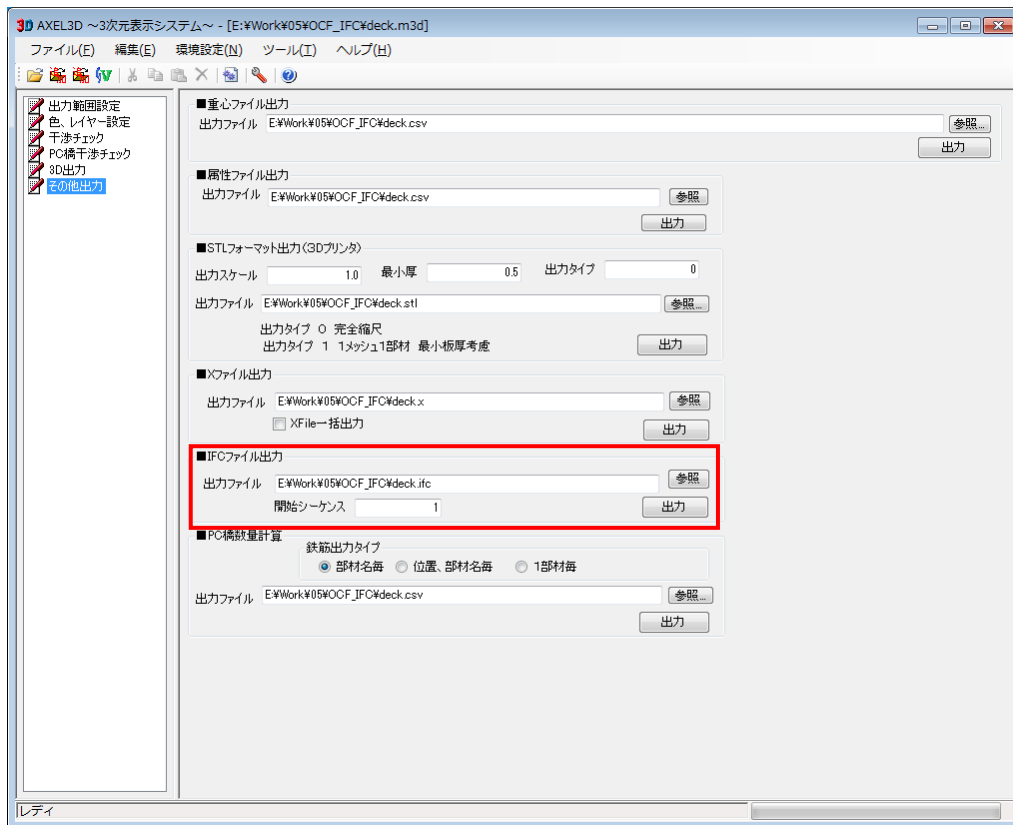 3D AXEL3D ～3次元表示システム～ - [E:¥Work¥05¥OCF_IFC¥deck.m3d]
ファイル(F) 編集(E) 環境設定(N) ツール(T) ヘルプ(H)
出力範囲設定
色、レイヤー設定
干渉チェック
PC橋干渉チェック
3D出力
その他出力
■重心ファイル出力
出力ファイル E:¥Work¥05¥OCF_IFC¥deck.csv 参照...
出力
■属性ファイル出力
出力ファイル E:¥Work¥05¥OCF_IFC¥deck.csv 参照
出力
■STLフォーマット出力(3Dプリンタ)
出力スケール 1.0 最小厚 0.5 出力タイプ 0
出力ファイル E:¥Work¥05¥OCF_IFC¥deck.stl 参照...
出力タイプ 0 完全縮尺
出力タイプ 1 1メッシュ1部材 最小板厚考慮
出力
■Xファイル出力
出力ファイル E:¥Work¥05¥OCF_IFC¥deck.x 参照
XFile一括出力
出力
■IFCファイル出力
出力ファイル E:¥Work¥05¥OCF_IFC¥deck.ifc 参照
開始シーケンス 1 出力
■PC橋数量計算
鉄筋出力タイプ
部材名毎 位置、部材名毎 1部材毎
出力ファイル E:¥Work¥05¥OCF_IFC¥deck.csv 参照...
出力
レディ